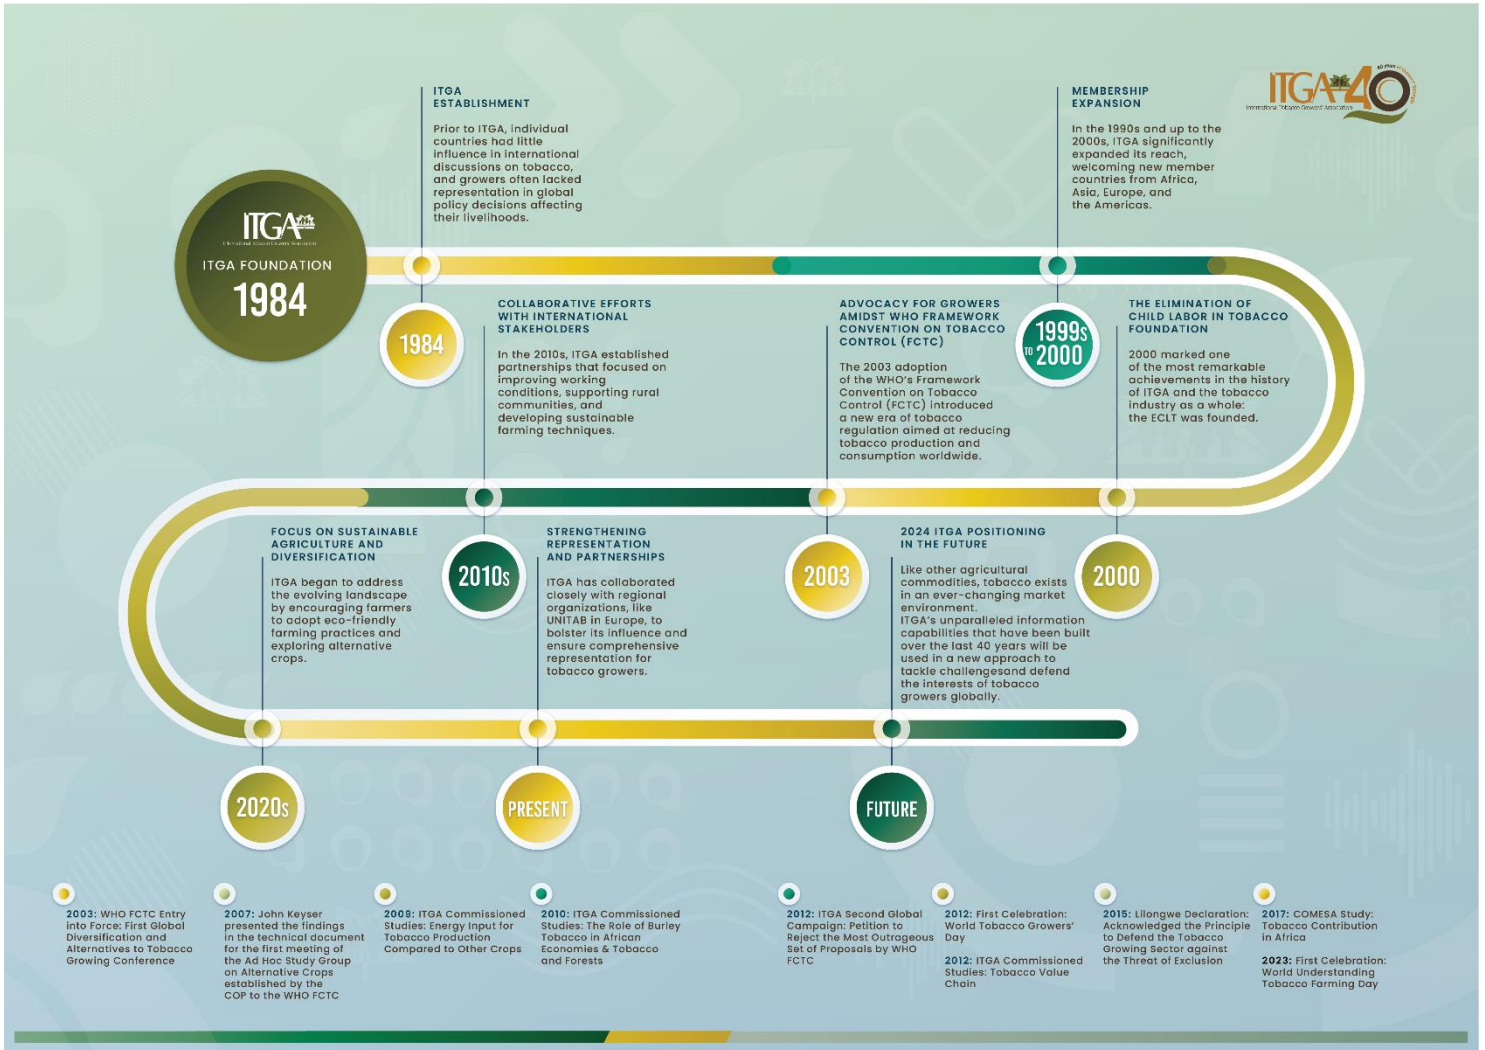 ITGA
ESTABLISHMENT
Prior to ITGA, individual
countries had little
influence in international
discussions on tobacco,
and growers often lacked
representation in global
policy decisions affecting
their livelihoods.
MEMBERSHIP
EXPANSION
In the 1990s and up to the
2000s, ITGA significantly
expanded its reach,
welcoming new member
countries from Africa,
Asia, Europe, and
the Americas.
ITGA 40
40 years of
International Tobacco Growers' Association
ITGA
International Tobacco Growers' Association
ITGA FOUNDATION
1984
1984
COLLABORATIVE EFFORTS
WITH INTERNATIONAL
STAKEHOLDERS
In the 2010s, ITGA established
partnerships that focused on
improving working
conditions, supporting rural
communities, and
developing sustainable
farming techniques.
ADVOCACY FOR GROWERS
AMIDST WHO FRAMEWORK
CONVENTION ON TOBACCO
CONTROL (FCTC)
The 2003 adoption
of the WHO's Framework
Convention on Tobacco
Control (FCTC) introduced
a new era of tobacco
regulation aimed at reducing
tobacco production and
consumption worldwide.
1999s
TO 2000
THE ELIMINATION OF
CHILD LABOR IN TOBACCO
FOUNDATION
2000 marked one
of the most remarkable
achievements in the history
of ITGA and the tobacco
industry as a whole:
the ECLT was founded.
FOCUS ON SUSTAINABLE
AGRICULTURE AND
DIVERSIFICATION
ITGA began to address
the evolving landscape
by encouraging farmers
to adopt eco-friendly
farming practices and
exploring alternative
crops.
2010s
STRENGTHENING
REPRESENTATION
AND PARTNERSHIPS
ITGA has collaborated
closely with regional
organizations, like
UNITAB in Europe, to
bolster its influence and
ensure comprehensive
representation for
tobacco growers.
2003
2024 ITGA POSITIONING
IN THE FUTURE
Like other agricultural
commodities, tobacco exists
in an ever-changing market
environment.
ITGA's unparalleled information
capabilities that have been built
over the last 40 years will be
used in a new approach to
tackle challengesand defend
the interests of tobacco
growers globally.
2000
2020s
PRESENT
FUTURE
2003: WHO FCTC Entry
into Force: First Global
Diversification and
Alternatives to Tobacco
Growing Conference
2007: John Keyser
presented the findings
in the technical document
for the first meeting of
the Ad Hoc Study Group
on Alternative Crops
established by the
COP to the WHO FCTC
2009: ITGA Commissioned
Studies: Energy Input for
Tobacco Production
Compared to Other Crops
2010: ITGA Commissioned
Studies: The Role of Burley
Tobacco in African
Economies & Tobacco
and Forests
2012: ITGA Second Global
Campaign: Petition to
Reject the Most Outrageous
Set of Proposals by WHO
FCTC
2012: First Celebration:
World Tobacco Growers'
Day
2012: ITGA Commissioned
Studies: Tobacco Value
Chain
2015: Lilongwe Declaration:
Acknowledged the Principle
to Defend the Tobacco
Growing Sector against
the Threat of Exclusion
2017: COMESA Study:
Tobacco Contribution
in Africa
2023: First Celebration:
World Understanding
Tobacco Farming Day